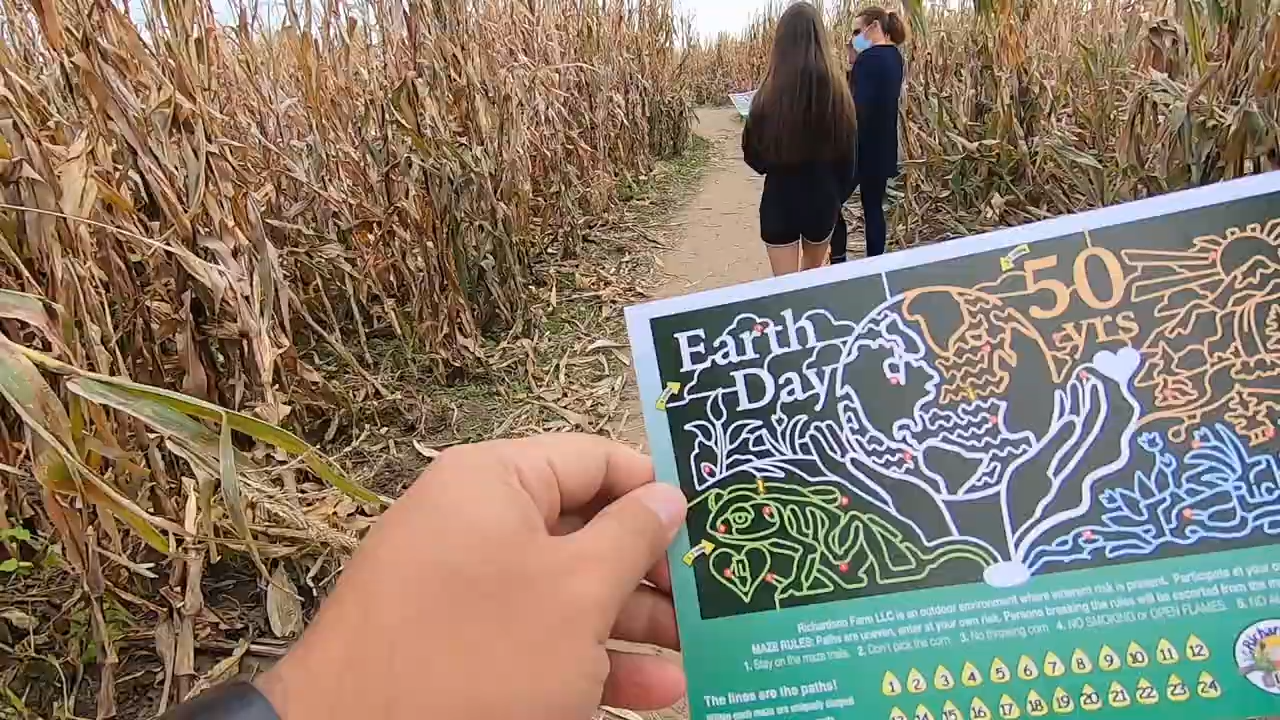 50
yrs
Earth
Day
Richardson Farm LLC is an outdoor environment where inherent risk is present. Participate at your
MAZE RULES: Paths are uneven, enter at your own risk. Persons breaking the rules will be escorted from the
1. Stay on the maze trails. 2. Don't pick the corn 3. No throwing corn 4. NO SMOKING or OPEN FLAMES. 5. NO
The lines are the paths!
1 2 3 4 5 6 7 8 9 10 11 12
13 14 15 16 17 18 19 20 21 22 23 24